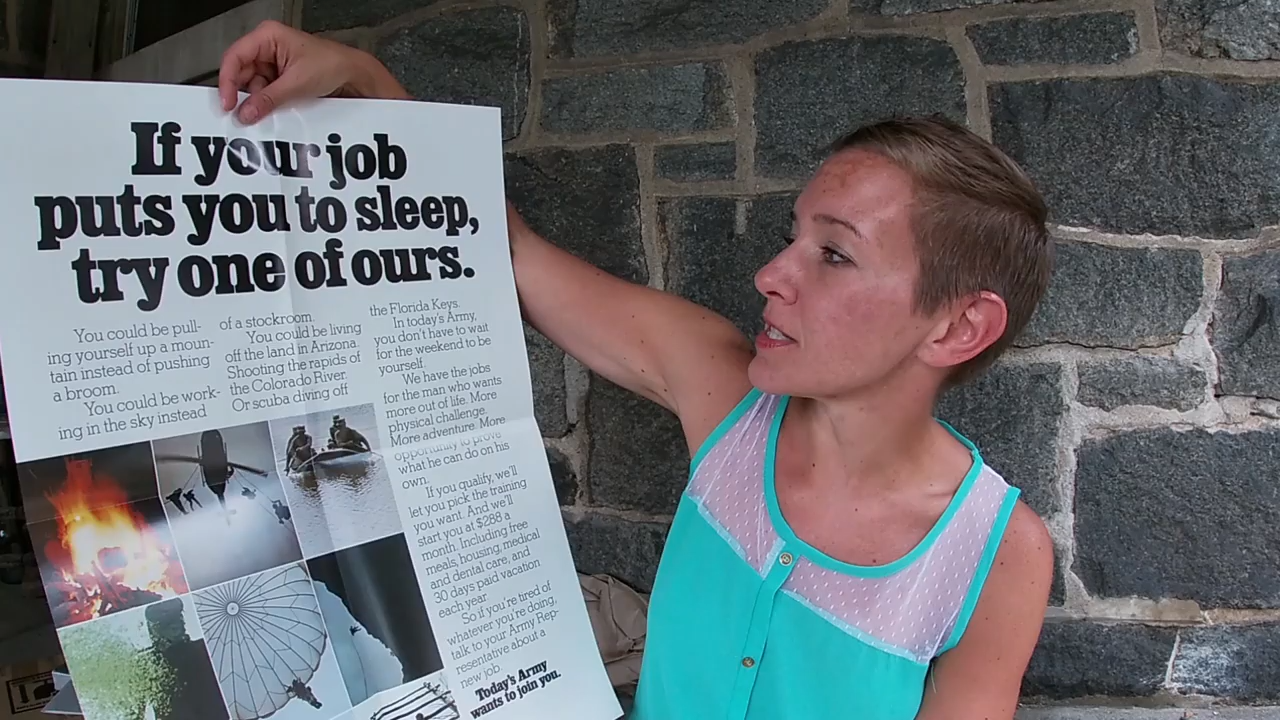 If your job
puts you to sleep,
try one of ours.
You could be pull-
ing yourself up a moun-
tain instead of pushing
a broom.
You could be work-
ing in the sky instead
of a stockroom.
You could be living
off the land in Arizona.
Shooting the rapids of
the Colorado River.
Or scuba diving off
the Florida Keys.
In today's Army,
you don't have to wait
for the weekend to be
yourself.
We have the jobs
for the man who wants
more out of life. More
physical challenge.
More adventure. More
opportunity to prove
what he can do on his
own.
If you qualify, we'll
let you pick the training
you want. And we'll
start you at $288 a
month. Including free
meals, housing, medical
and dental care, and
30 days paid vacation
each year.
So if you're tired of
whatever you're doing,
talk to your Army Rep-
resentative about a
new job.
Today's Army
wants to join you.